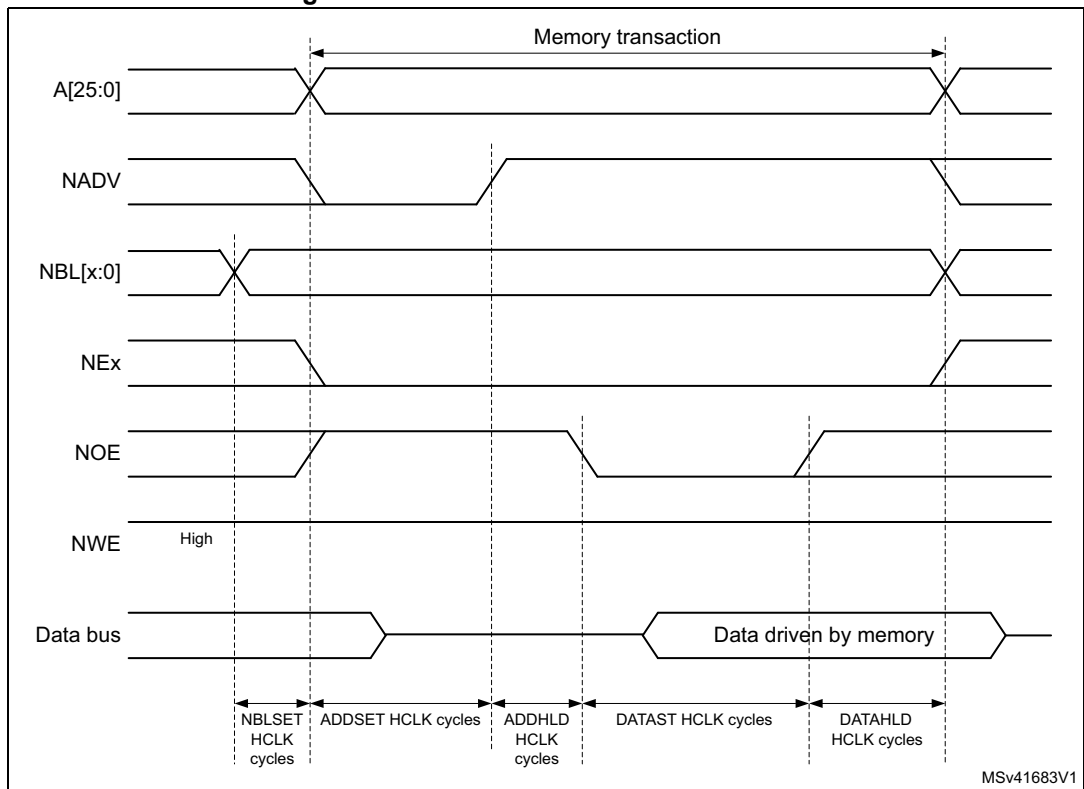 Memory transaction
A[25:0]
NADV
NBL[x:0]
NEx
NOE
NWE
High
Data bus
Data driven by memory
NBLSET
HCLK
cycles
ADDSET HCLK cycles
ADDHLD
HCLK
cycles
DATAST HCLK cycles
DATAHLD
HCLK cycles
MSv41683V1